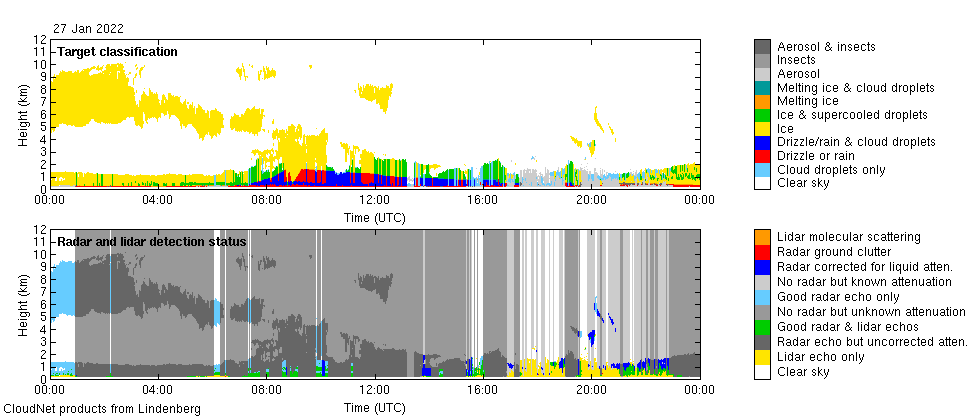 27 Jan 2022
Target classification
Height (km)
12
11
10
9
8
7
6
5
4
3
2
1
0
00:00 04:00 08:00 12:00 16:00 20:00 00:00
Time (UTC)
Aerosol & insects
Insects
Aerosol
Melting ice & cloud droplets
Melting ice
Ice & supercooled droplets
Ice
Drizzle/rain & cloud droplets
Drizzle or rain
Cloud droplets only
Clear sky
Radar and lidar detection status
Height (km)
12
11
10
9
8
7
6
5
4
3
2
1
0
00:00 04:00 08:00 12:00 16:00 20:00 00:00
Time (UTC)
Lidar molecular scattering
Radar ground clutter
Radar corrected for liquid atten.
No radar but known attenuation
Good radar echo only
No radar but unknown attenuation
Good radar & lidar echos
Radar echo but uncorrected atten.
Lidar echo only
Clear sky
CloudNet products from Lindenberg